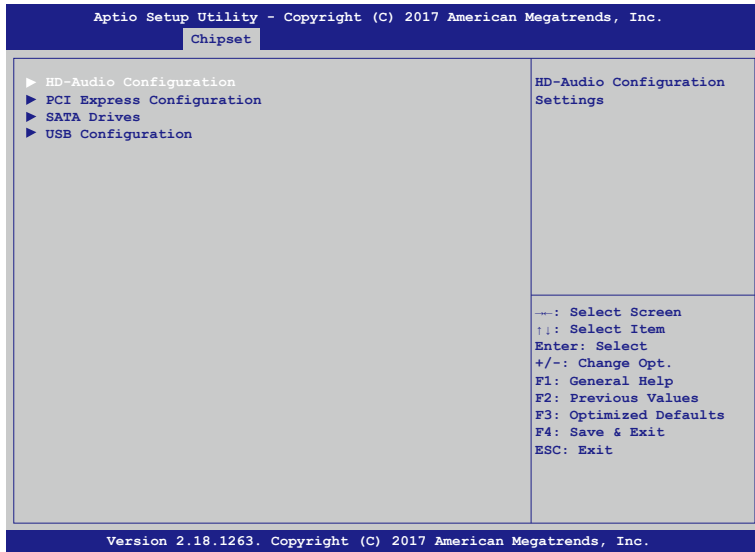 Aptio Setup Utility - Copyright (C) 2017 American Megatrends, Inc.
Chipset
▶ HD-Audio Configuration
▶ PCI Express Configuration
▶ SATA Drives
▶ USB Configuration
HD-Audio Configuration
Settings
→←: Select Screen
↑↓: Select Item
Enter: Select
+/-: Change Opt.
F1: General Help
F2: Previous Values
F3: Optimized Defaults
F4: Save & Exit
ESC: Exit
Version 2.18.1263. Copyright (C) 2017 American Megatrends, Inc.